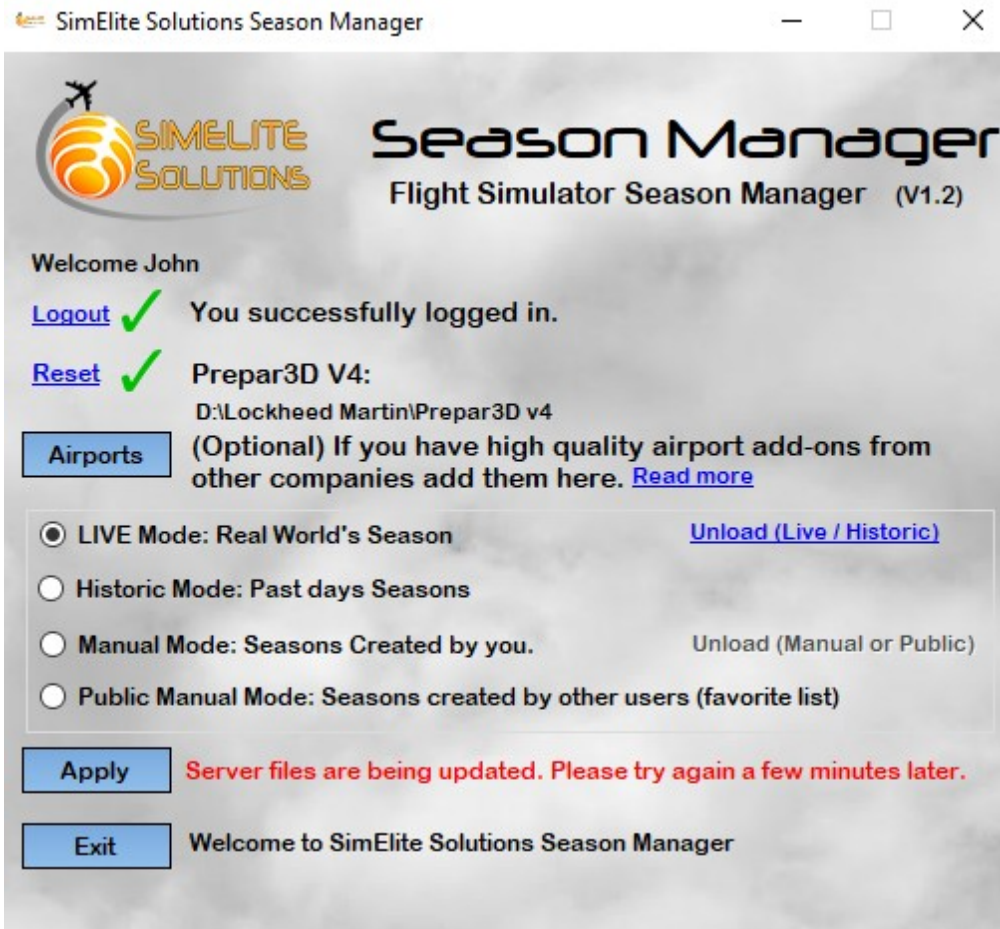 SimElite Solutions Season Manager
SIMELITE
SOLUTIONS
Season Manager
Flight Simulator Season Manager (V1.2)
Welcome John
Logout You successfully logged in.
Reset Prepar3D V4:
D:\Lockheed Martin\Prepar3D v4
Airports (Optional) If you have high quality airport add-ons from
other companies add them here. Read more
LIVE Mode: Real World's Season Unload (Live / Historic)
Historic Mode: Past days Seasons
Manual Mode: Seasons Created by you. Unload (Manual or Public)
Public Manual Mode: Seasons created by other users (favorite list)
Apply Server files are being updated. Please try again a few minutes later.
Exit Welcome to SimElite Solutions Season Manager